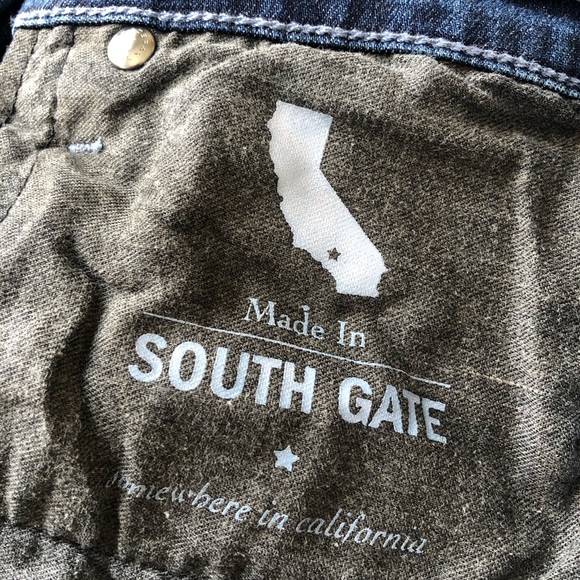 Made In
SOUTH GATE
somewhere in california